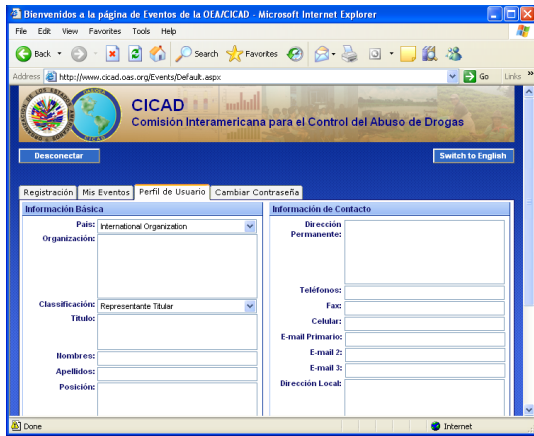 Bienvenidos a la página de Eventos de la OEA/CICAD - Microsoft Internet Explorer
File Edit View Favorites Tools Help
Back Search Favorites
Address http://www.cicad.oas.org/Events/Default.aspx Go Links »
CICAD
Comisión Interamericana para el Control del Abuso de Drogas
Desconectar Switch to English
Registración Mis Eventos Perfil de Usuario Cambiar Contraseña
Información Básica Información de Contacto
País: International Organization
Organización:
Classificación: Representante Titular
Título:
Nombres:
Apellidos:
Posición:
Dirección
Permanente:
Teléfonos:
Fax:
Celular:
E-mail Primario:
E-mail 2:
E-mail 3:
Dirección Local:
Done Internet